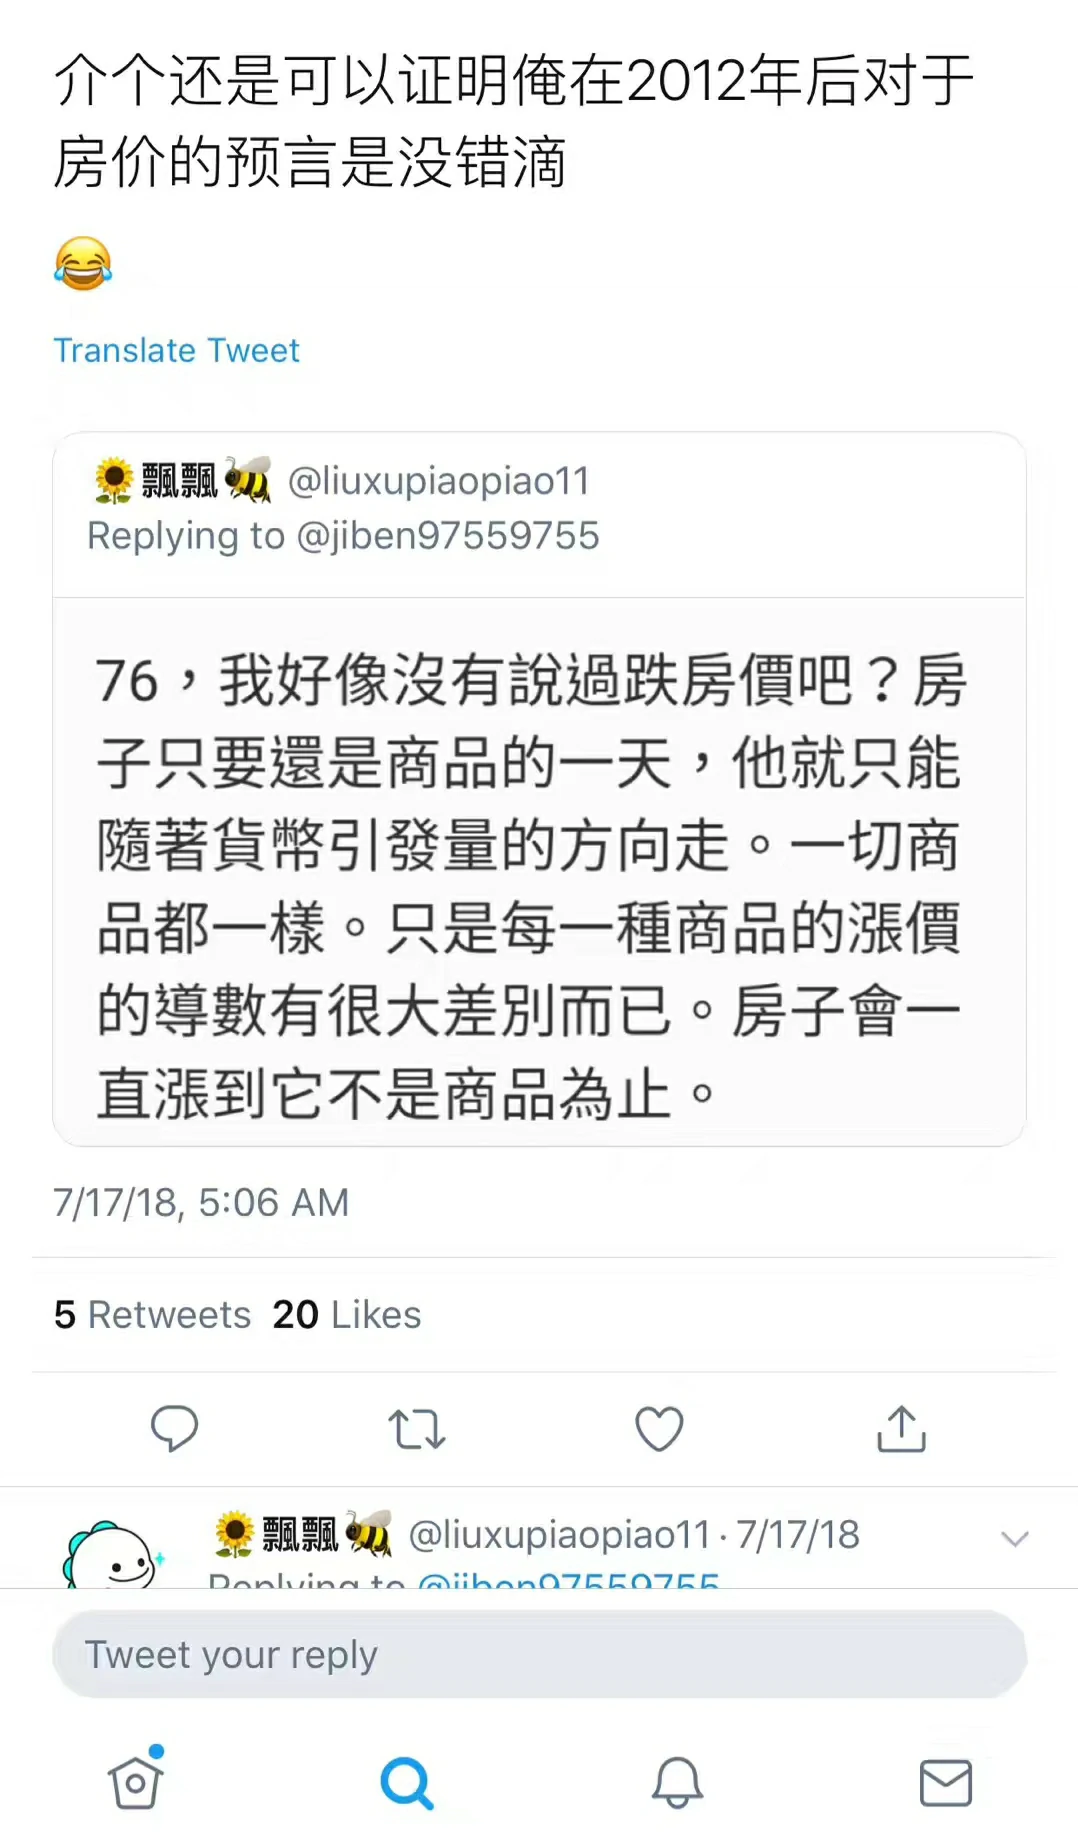 介个还是可以证明俺在2012年后对于
房价的预言是没错滴
😂
Translate Tweet
🌻飄飄🐝 @liuxupiaopiao11
Replying to @jiben97559755
76，我好像沒有說過跌房價吧？房
子只要還是商品的一天，他就只能
隨著貨幣引發量的方向走。一切商
品都一樣。只是每一種商品的漲價
的導數有很大差別而已。房子會一
直漲到它不是商品為止。
7/17/18, 5:06 AM
5 Retweets 20 Likes
🌻飄飄🐝 @liuxupiaopiao11 · 7/17/18
Replying to @jiben97559755
Tweet your reply